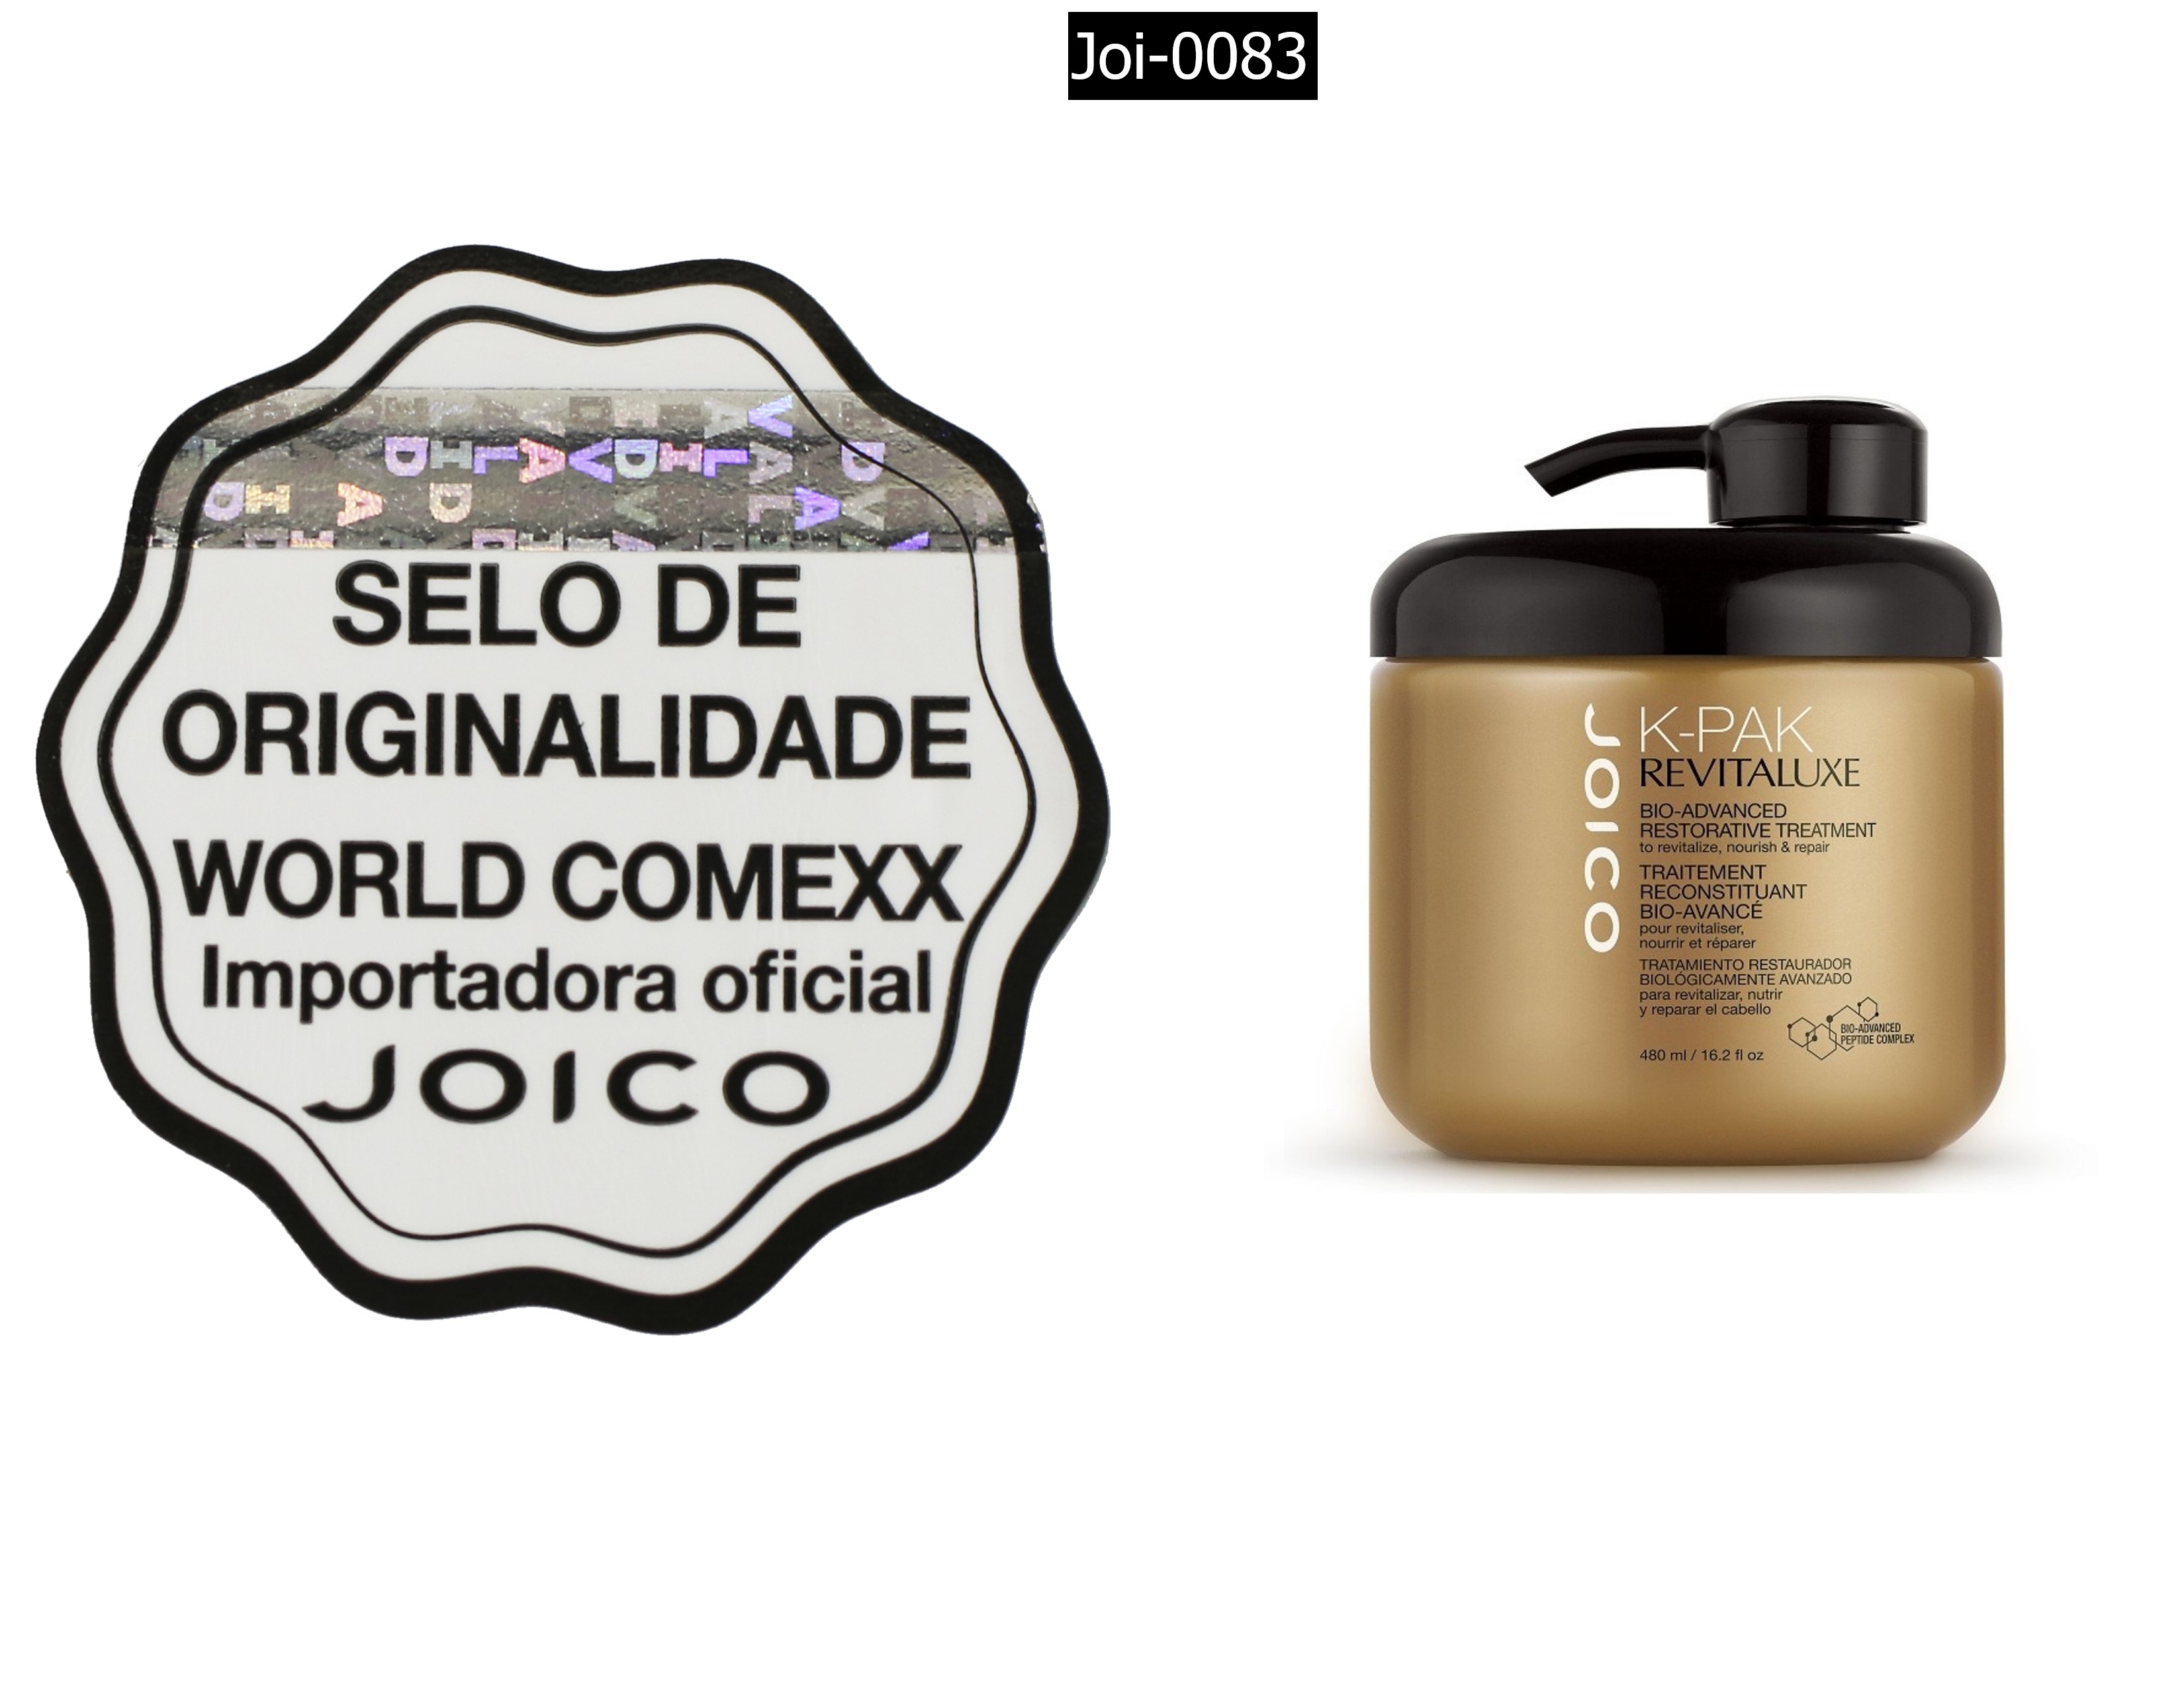 Joi-0083
SELO DE
ORIGINALIDADE
WORLD COMEXX
Importadora oficial
JOICO
JOICO
K-PAK
REVITALUXE
BIO-ADVANCED
RESTORATIVE TREATMENT
to revitalize, nourish & repair
TRAITEMENT
RECONSTITUANT
BIO-AVANCÉ
pour revitaliser,
nourrir et réparer
TRATAMIENTO RESTAURADOR
BIOLÓGICAMENTE AVANZADO
para revitalizar, nutrir
y reparar el cabello
BIO-ADVANCED
PEPTIDE COMPLEX
480 ml / 16.2 fl oz